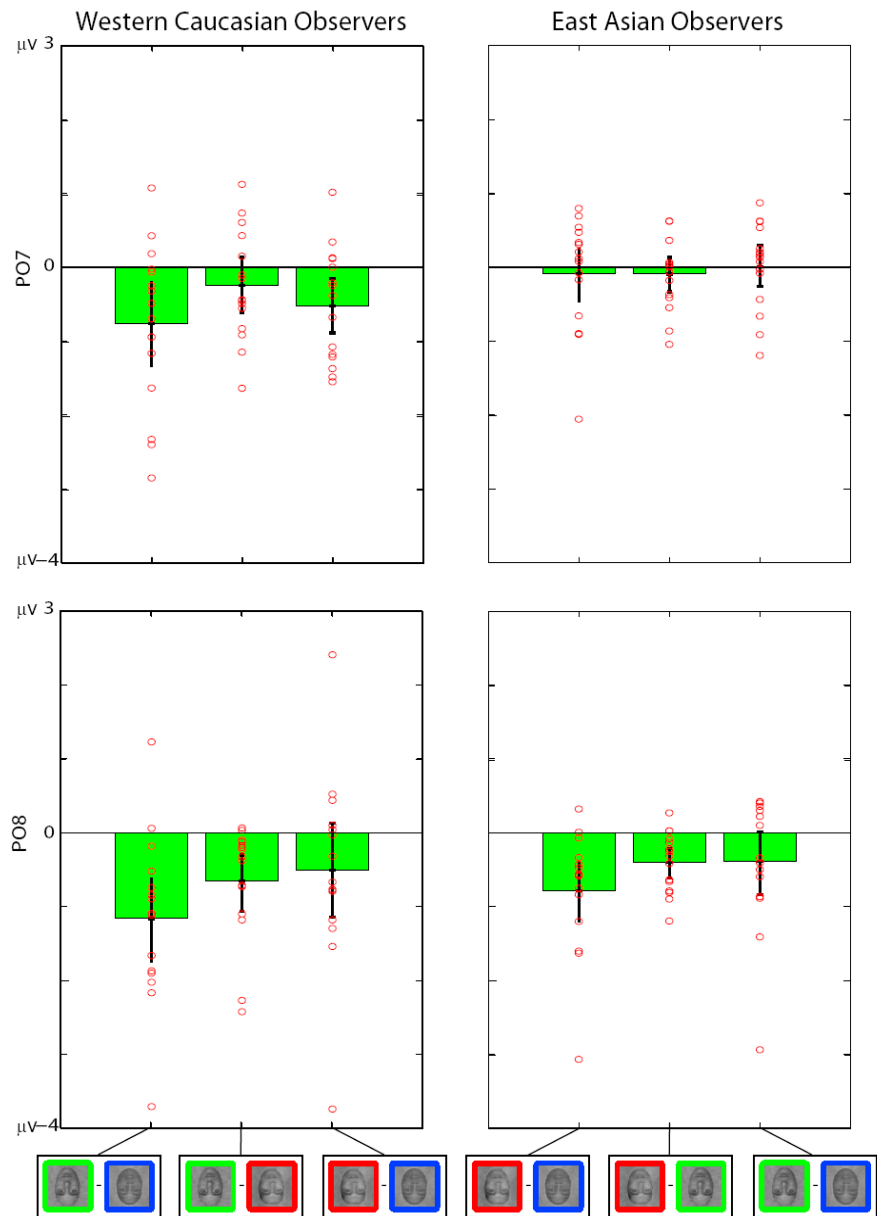 Western Caucasian Observers
East Asian Observers
μV 3
PO7
0
μV−4
μV 3
PO8
0
μV−4
- - - - - -